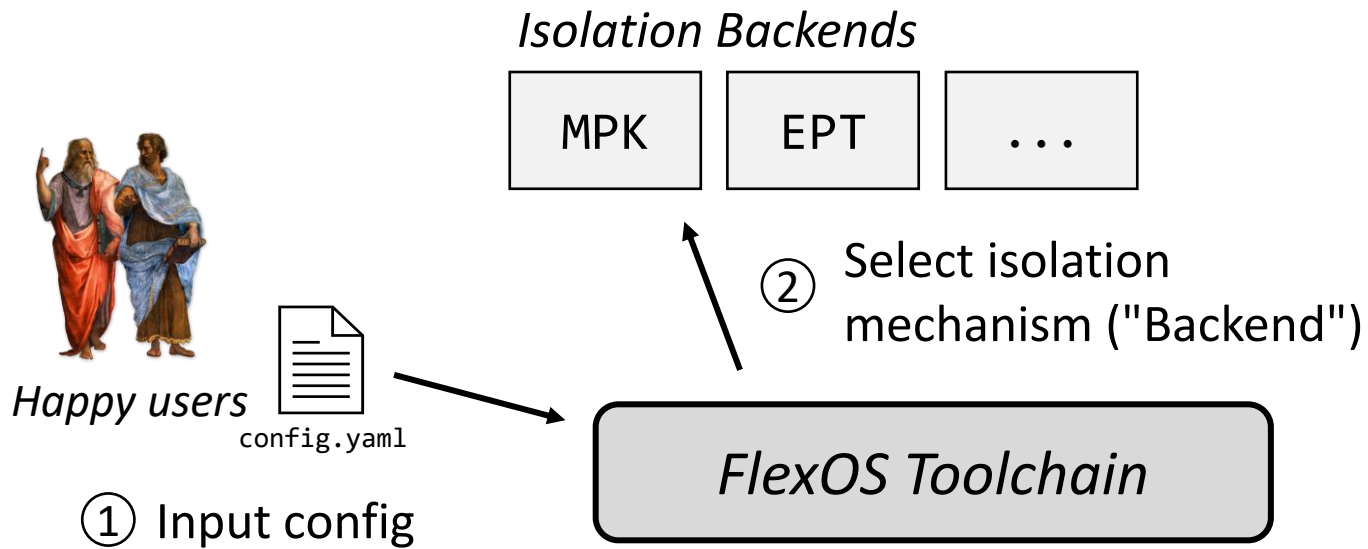 Isolation Backends
MPK
EPT
...
② Select isolation
mechanism ("Backend")
Happy users
config.yaml
① Input config
FlexOS Toolchain